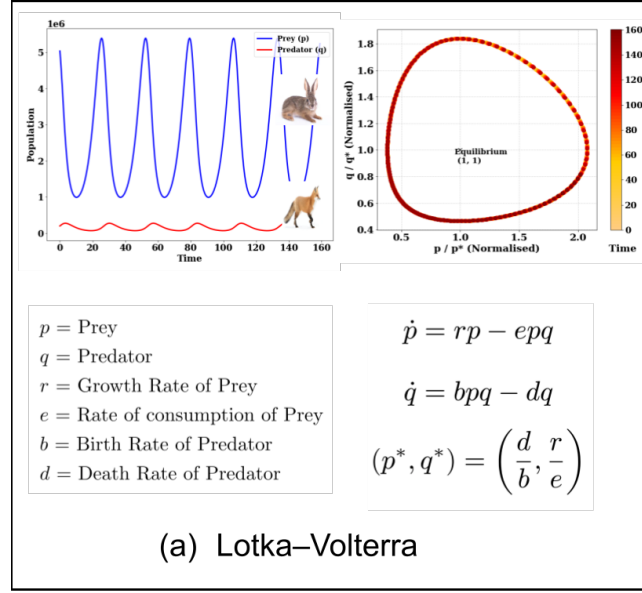 1e6
Prey (p)
Predator (q)
5
4
3
2
1
0
Population
0 20 40 60 80 100 120 140 160
Time
1.8
1.6
1.4
1.2
1.0
0.8
0.6
0.4
q / q* (Normalised)
Equilibrium
(1, 1)
0.5 1.0 1.5 2.0
p / p* (Normalised)
160
140
120
100
80
60
40
20
0
Time
p = Prey
q = Predator
r = Growth Rate of Prey
e = Rate of consumption of Prey
b = Birth Rate of Predator
d = Death Rate of Predator
ṗ = rp − epq
q̇ = bpq − dq
(p*, q*) = (d/b, r/e)
(a) Lotka–Volterra